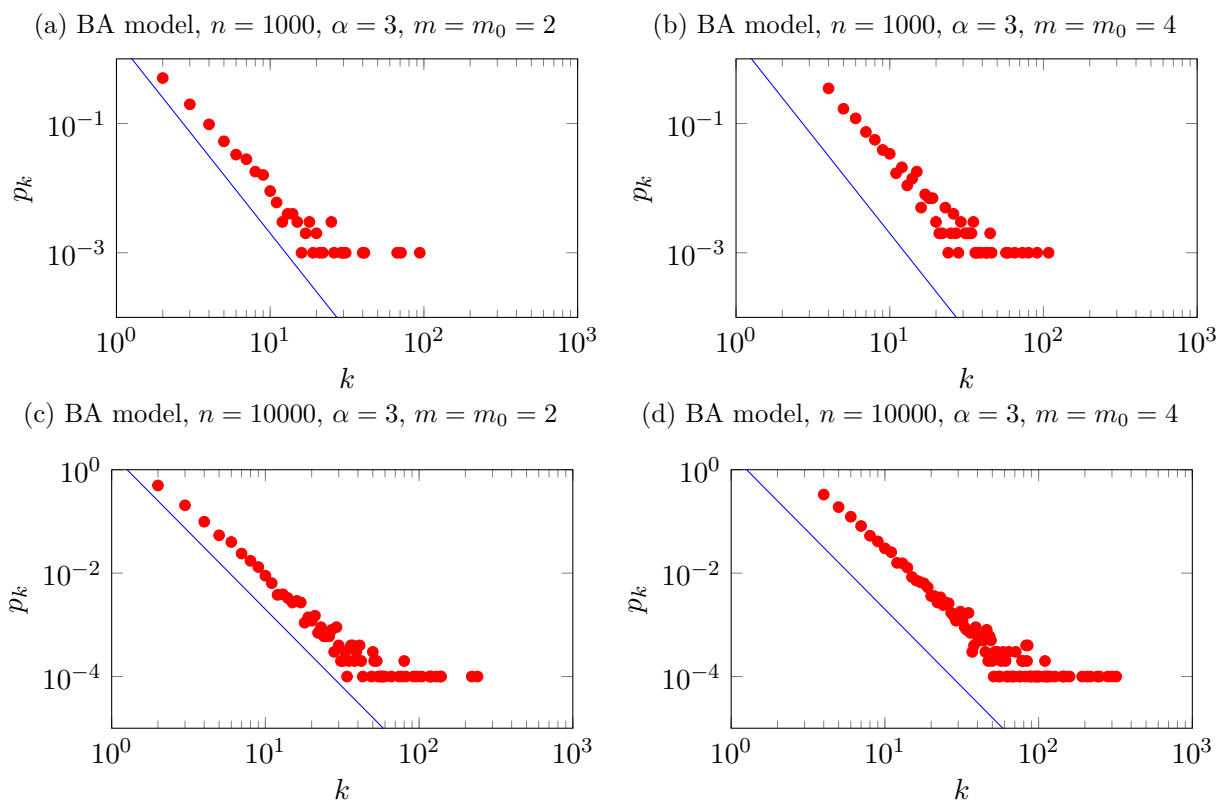 (a) BA model, n = 1000, α = 3, m = m₀ = 2
10⁻¹
10⁻³
pₖ
10⁰ 10¹ 10² 10³
k
(b) BA model, n = 1000, α = 3, m = m₀ = 4
10⁻¹
10⁻³
pₖ
10⁰ 10¹ 10² 10³
k
(c) BA model, n = 10000, α = 3, m = m₀ = 2
10⁰
10⁻²
10⁻⁴
pₖ
10⁰ 10¹ 10² 10³
k
(d) BA model, n = 10000, α = 3, m = m₀ = 4
10⁰
10⁻²
10⁻⁴
pₖ
10⁰ 10¹ 10² 10³
k